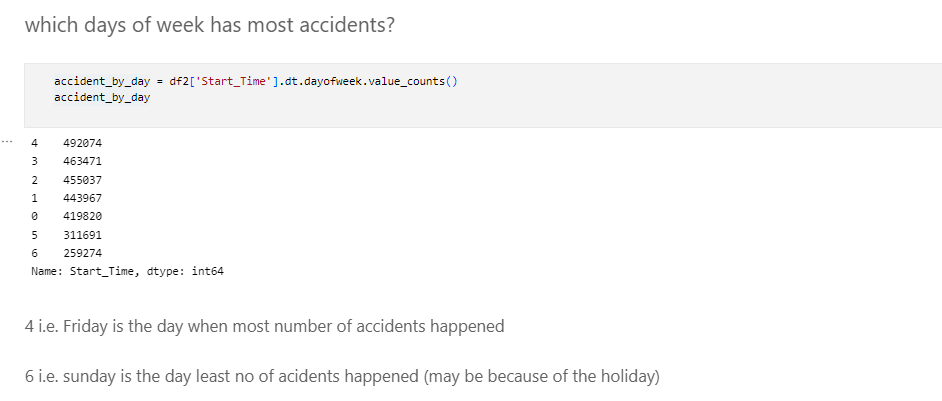 which days of week has most accidents?
accident_by_day = df2['Start_Time'].dt.dayofweek.value_counts()
accident_by_day
... 4 492074
3 463471
2 455037
1 443967
0 419820
5 311691
6 259274
Name: Start_Time, dtype: int64
4 i.e. Friday is the day when most number of accidents happened
6 i.e. sunday is the day least no of acidents happened (may be because of the holiday)